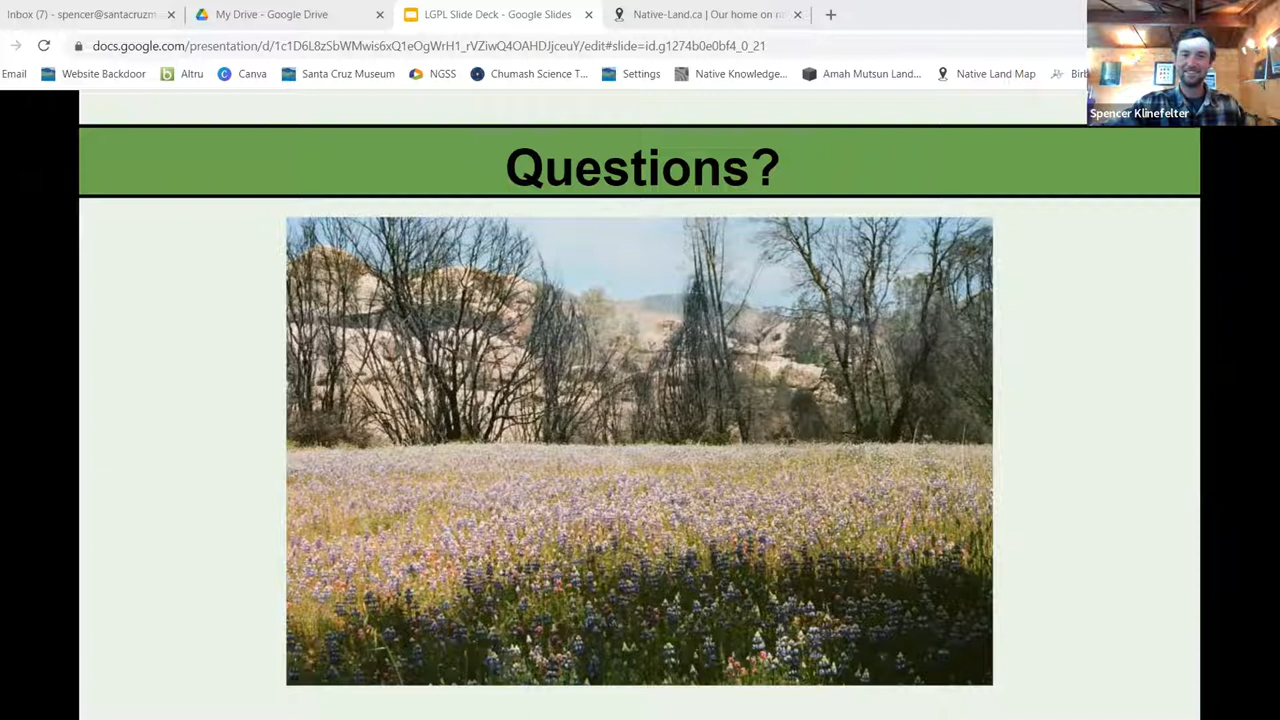 Inbox (7) - spencer@santacruzm
My Drive - Google Drive
LGPL Slide Deck - Google Slides
Native-Land.ca | Our home on na
docs.google.com/presentation/d/1c1D6L8zSbWMwis6xQ1eOgWrH1_rVZiwQ4OAHDJjceuY/edit#slide=id.g1274b0e0bf4_0_21
Email
Website Backdoor
Altru
Canva
Santa Cruz Museum
NGSS
Chumash Science T...
Settings
Native Knowledge...
Amah Mutsun Land...
Native Land Map
Spencer Klinefelter
Questions?